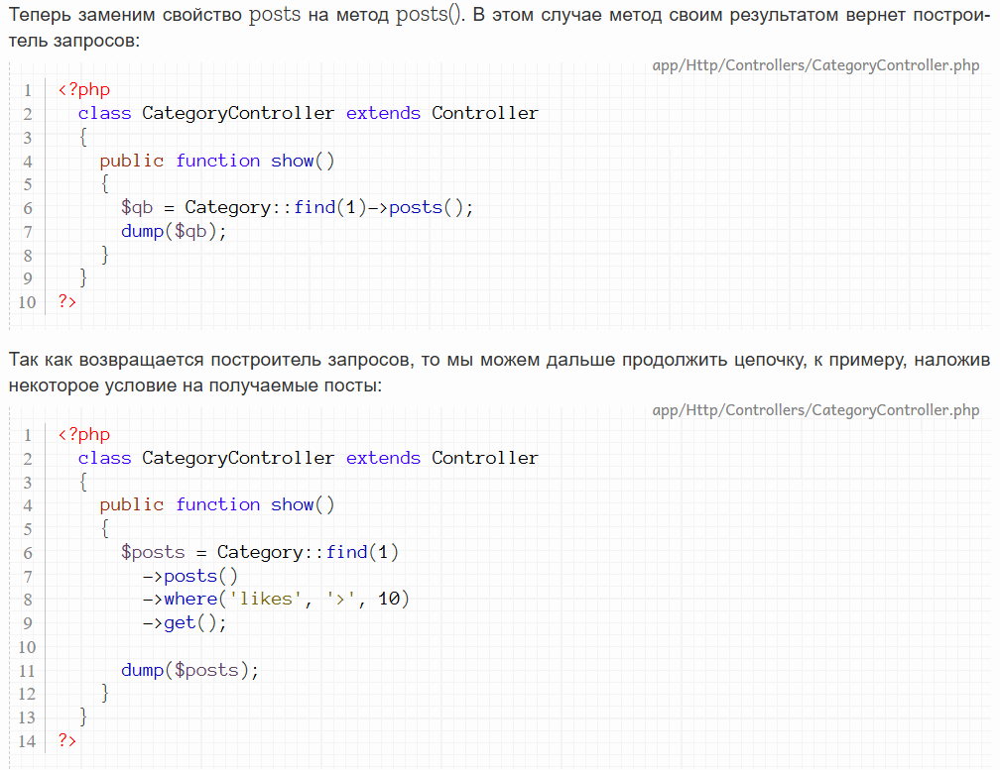 Теперь заменим свойство posts на метод posts(). В этом случае метод своим результатом вернет построи-
тель запросов:
app/Http/Controllers/CategoryController.php
1 <?php
2 class CategoryController extends Controller
3 {
4 public function show()
5 {
6 $qb = Category::find(1)->posts();
7 dump($qb);
8 }
9 }
10 ?>
Так как возвращается построитель запросов, то мы можем дальше продолжить цепочку, к примеру, наложив
некоторое условие на получаемые посты:
app/Http/Controllers/CategoryController.php
1 <?php
2 class CategoryController extends Controller
3 {
4 public function show()
5 {
6 $posts = Category::find(1)
7 ->posts()
8 ->where('likes', '>', 10)
9 ->get();
10
11 dump($posts);
12 }
13 }
14 ?>